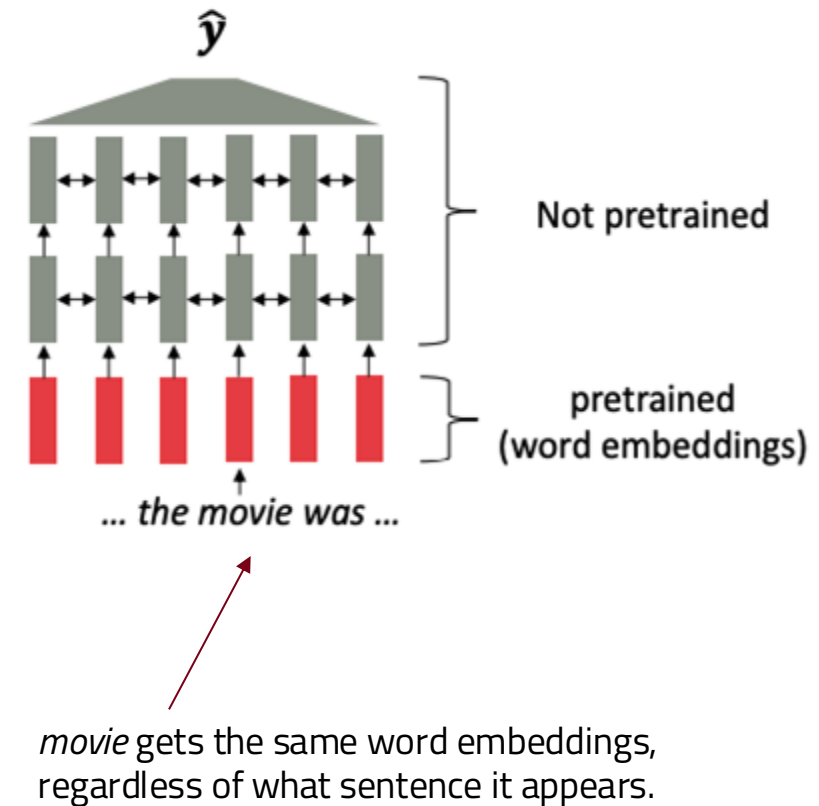 ŷ
Not pretrained
pretrained
(word embeddings)
... the movie was ...
movie gets the same word embeddings,
regardless of what sentence it appears.